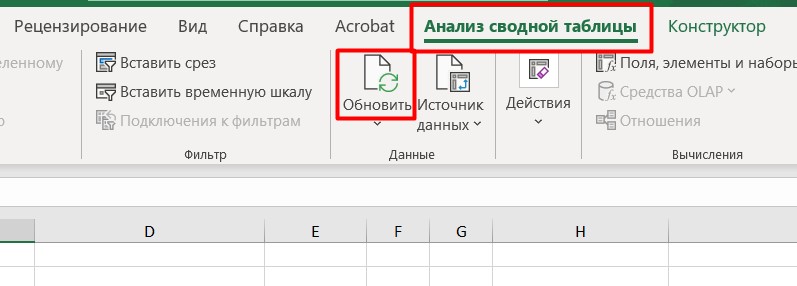 Рецензирование Вид Справка Acrobat Анализ сводной таблицы Конструктор
еленному Вставить срез Поля, элементы и наборы
Вставить временную шкалу Обновить Источник данных Действия Средства OLAP
Подключения к фильтрам Отношения
Фильтр Данные Вычисления
D E F G H